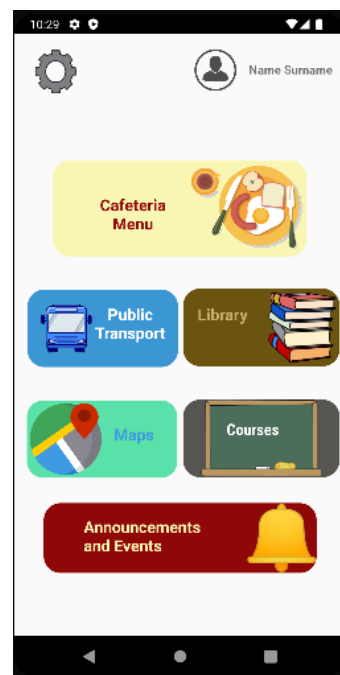 10:29
Name Surname
Cafeteria
Menu
Public
Transport
Library
Maps
Courses
Announcements
and Events